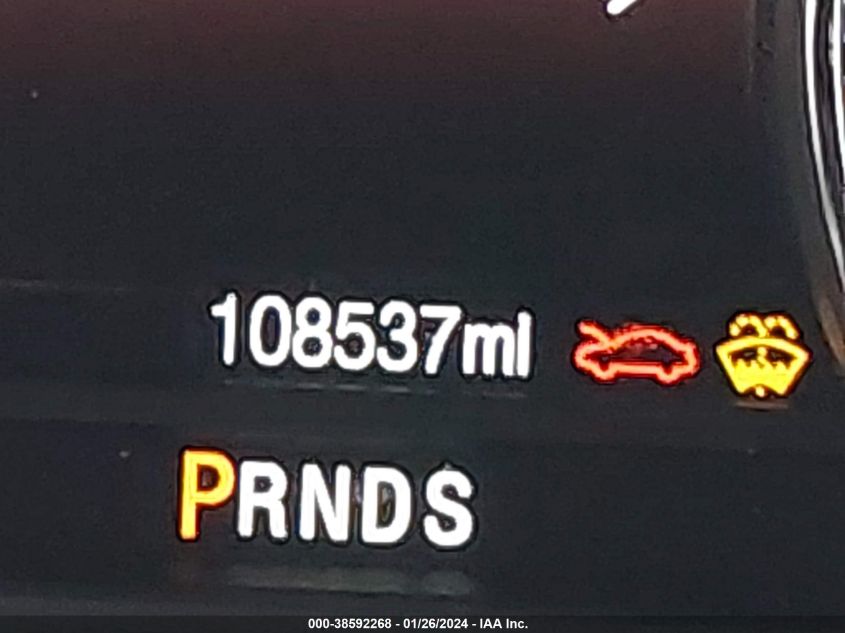 108537mi
PRNDS
000-38592268 - 01/26/2024 - IAA Inc.